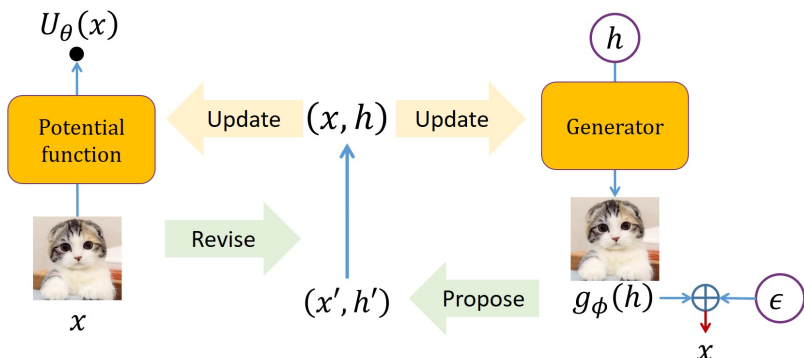 U_θ(x)
h
Potential
function
Update
(x, h)
Update
Generator
Revise
x
(x′, h′)
Propose
g_ϕ(h)
ϵ
x